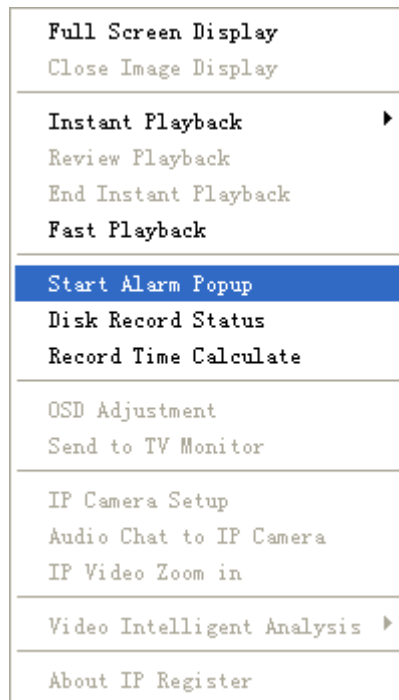 Full Screen Display
Close Image Display
Instant Playback
Review Playback
End Instant Playback
Fast Playback
Start Alarm Popup
Disk Record Status
Record Time Calculate
OSD Adjustment
Send to TV Monitor
IP Camera Setup
Audio Chat to IP Camera
IP Video Zoom in
Video Intelligent Analysis
About IP Register